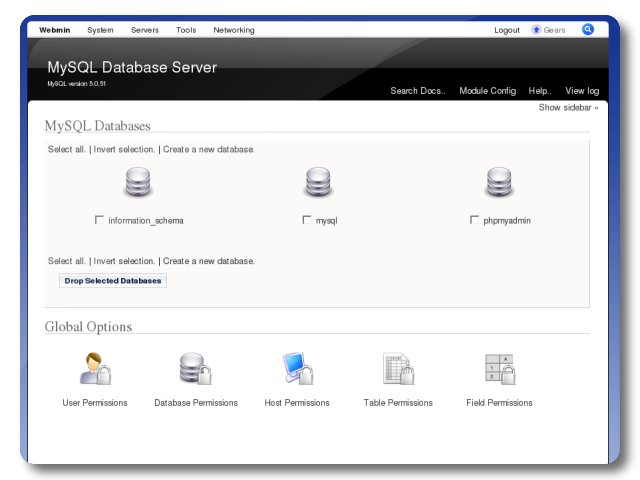 Webmin System Servers Tools Networking Logout Gears
MySQL Database Server
MySQL version 5.0.51
Search Docs.. Module Config Help.. View log
Show sidebar »
MySQL Databases
Select all. | Invert selection. | Create a new database.
information_schema mysql phpmyadmin
Select all. | Invert selection. | Create a new database.
Drop Selected Databases
Global Options
A
1
2
User Permissions Database Permissions Host Permissions Table Permissions Field Permissions